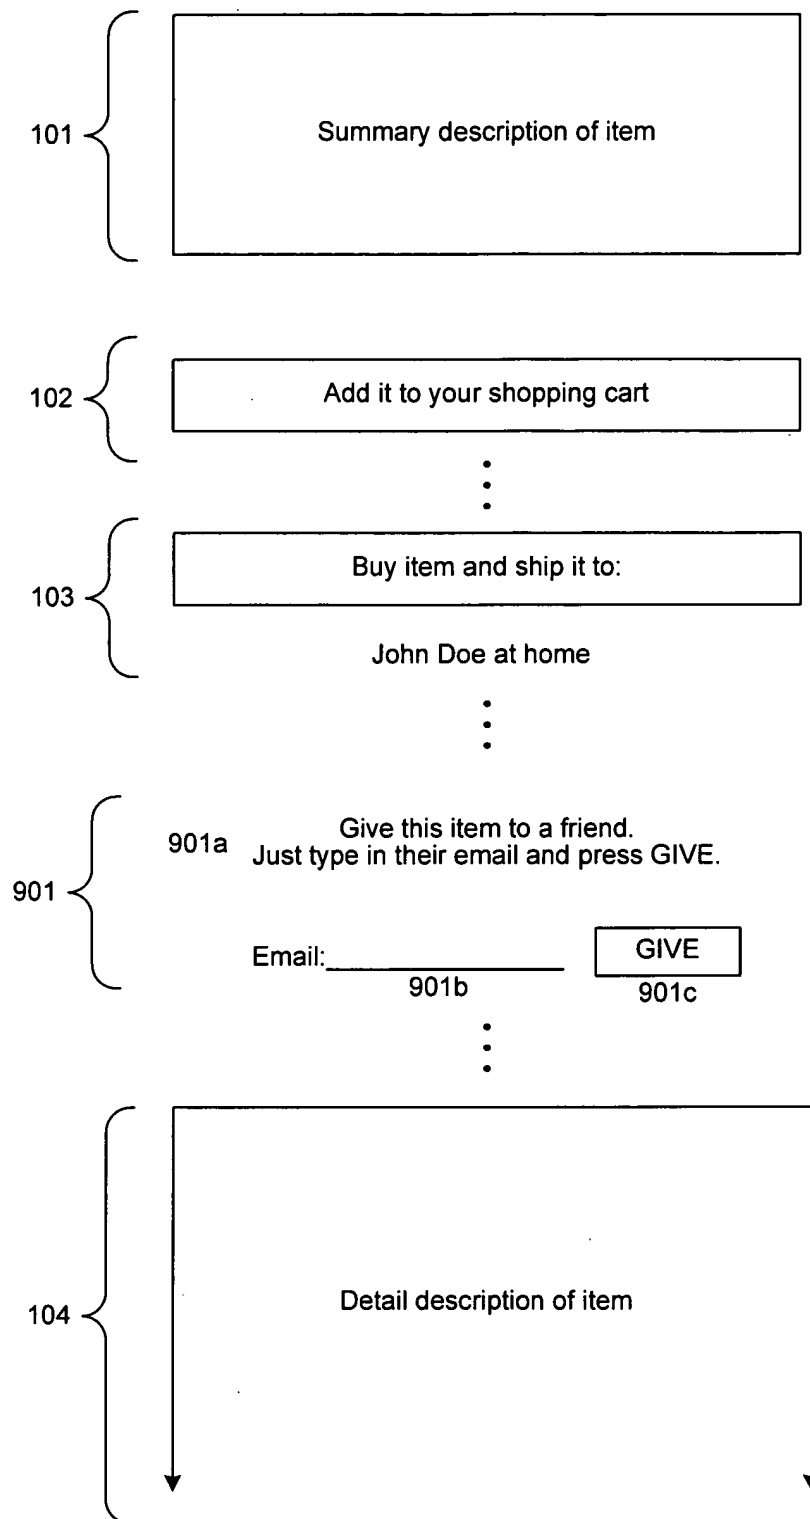 101
Summary description of item
102
Add it to your shopping cart
103
Buy item and ship it to:
John Doe at home
901
901a
Give this item to a friend.
Just type in their email and press GIVE.
Email:
901b
GIVE
901c
104
Detail description of item